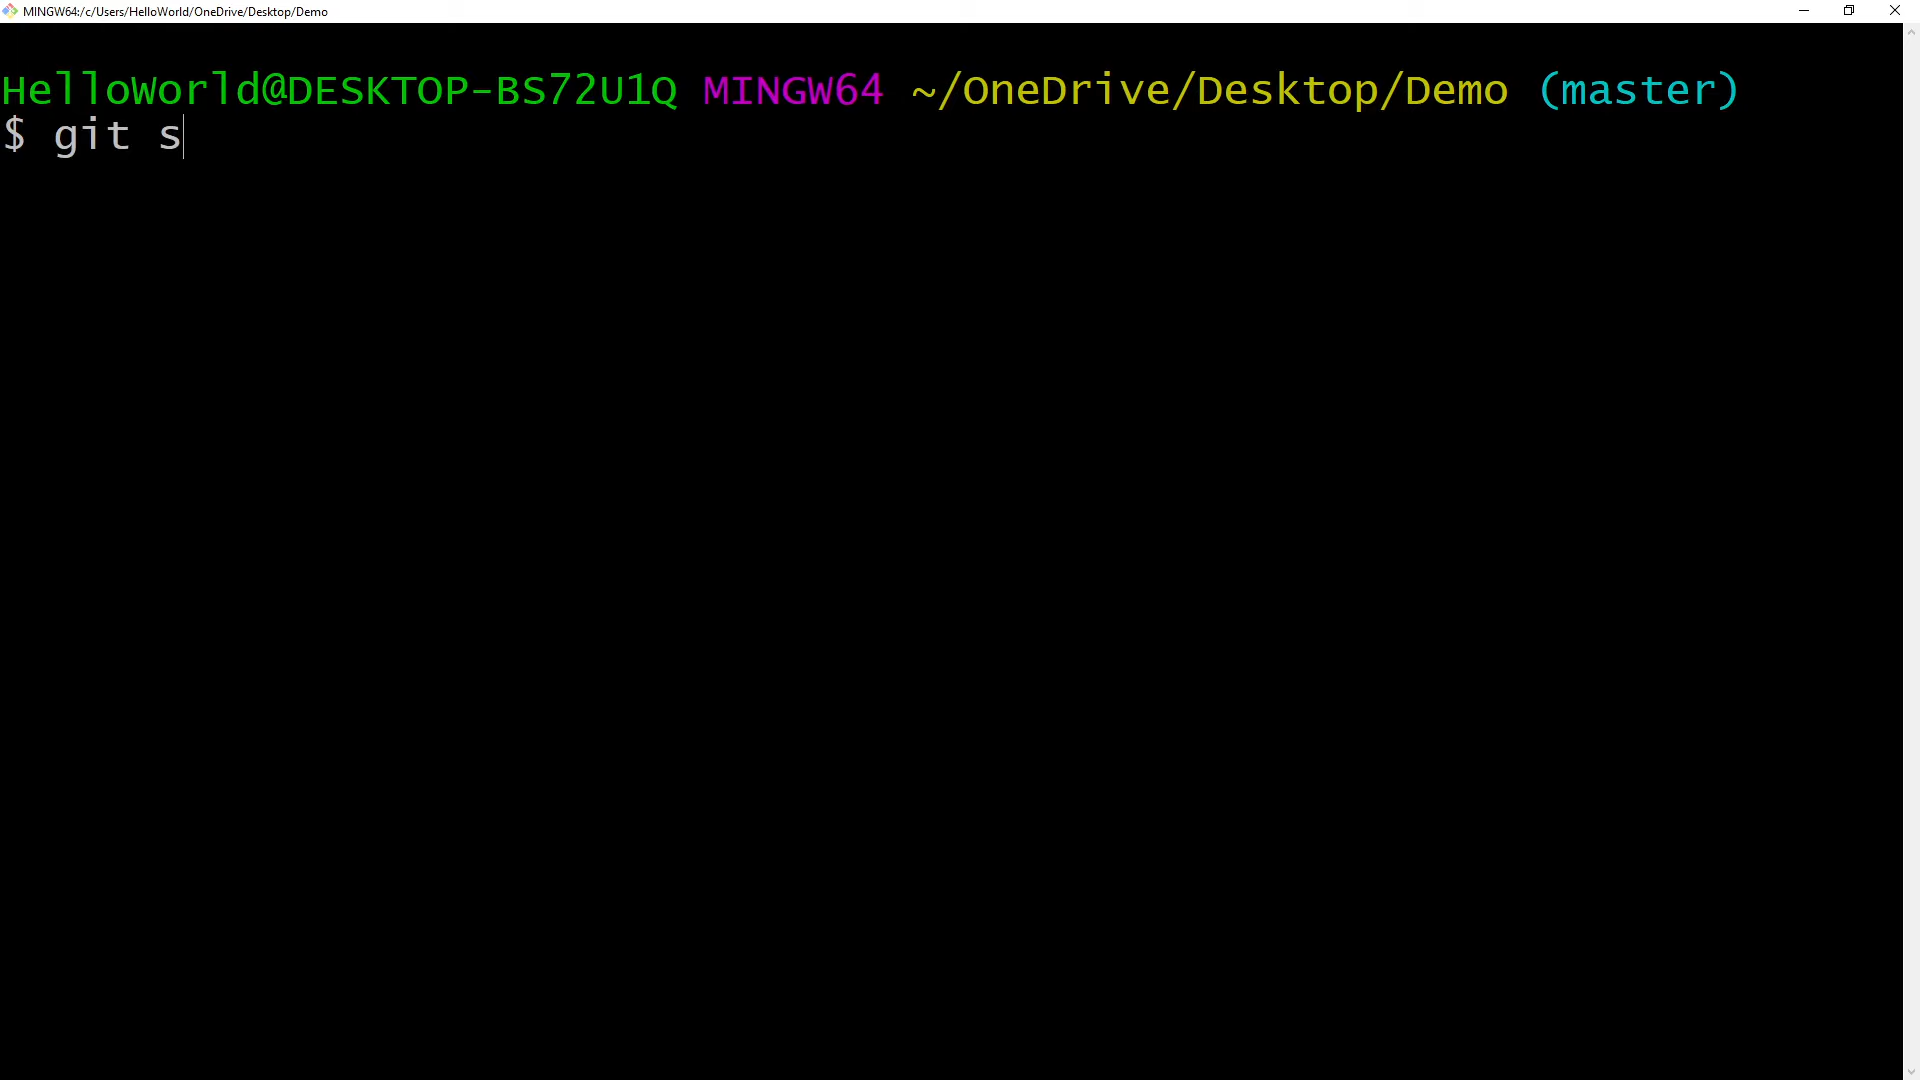 MINGW64:/c/Users/HelloWorld/OneDrive/Desktop/Demo
HelloWorld@DESKTOP-BS72U1Q MINGW64 ~/OneDrive/Desktop/Demo (master)
$ git s